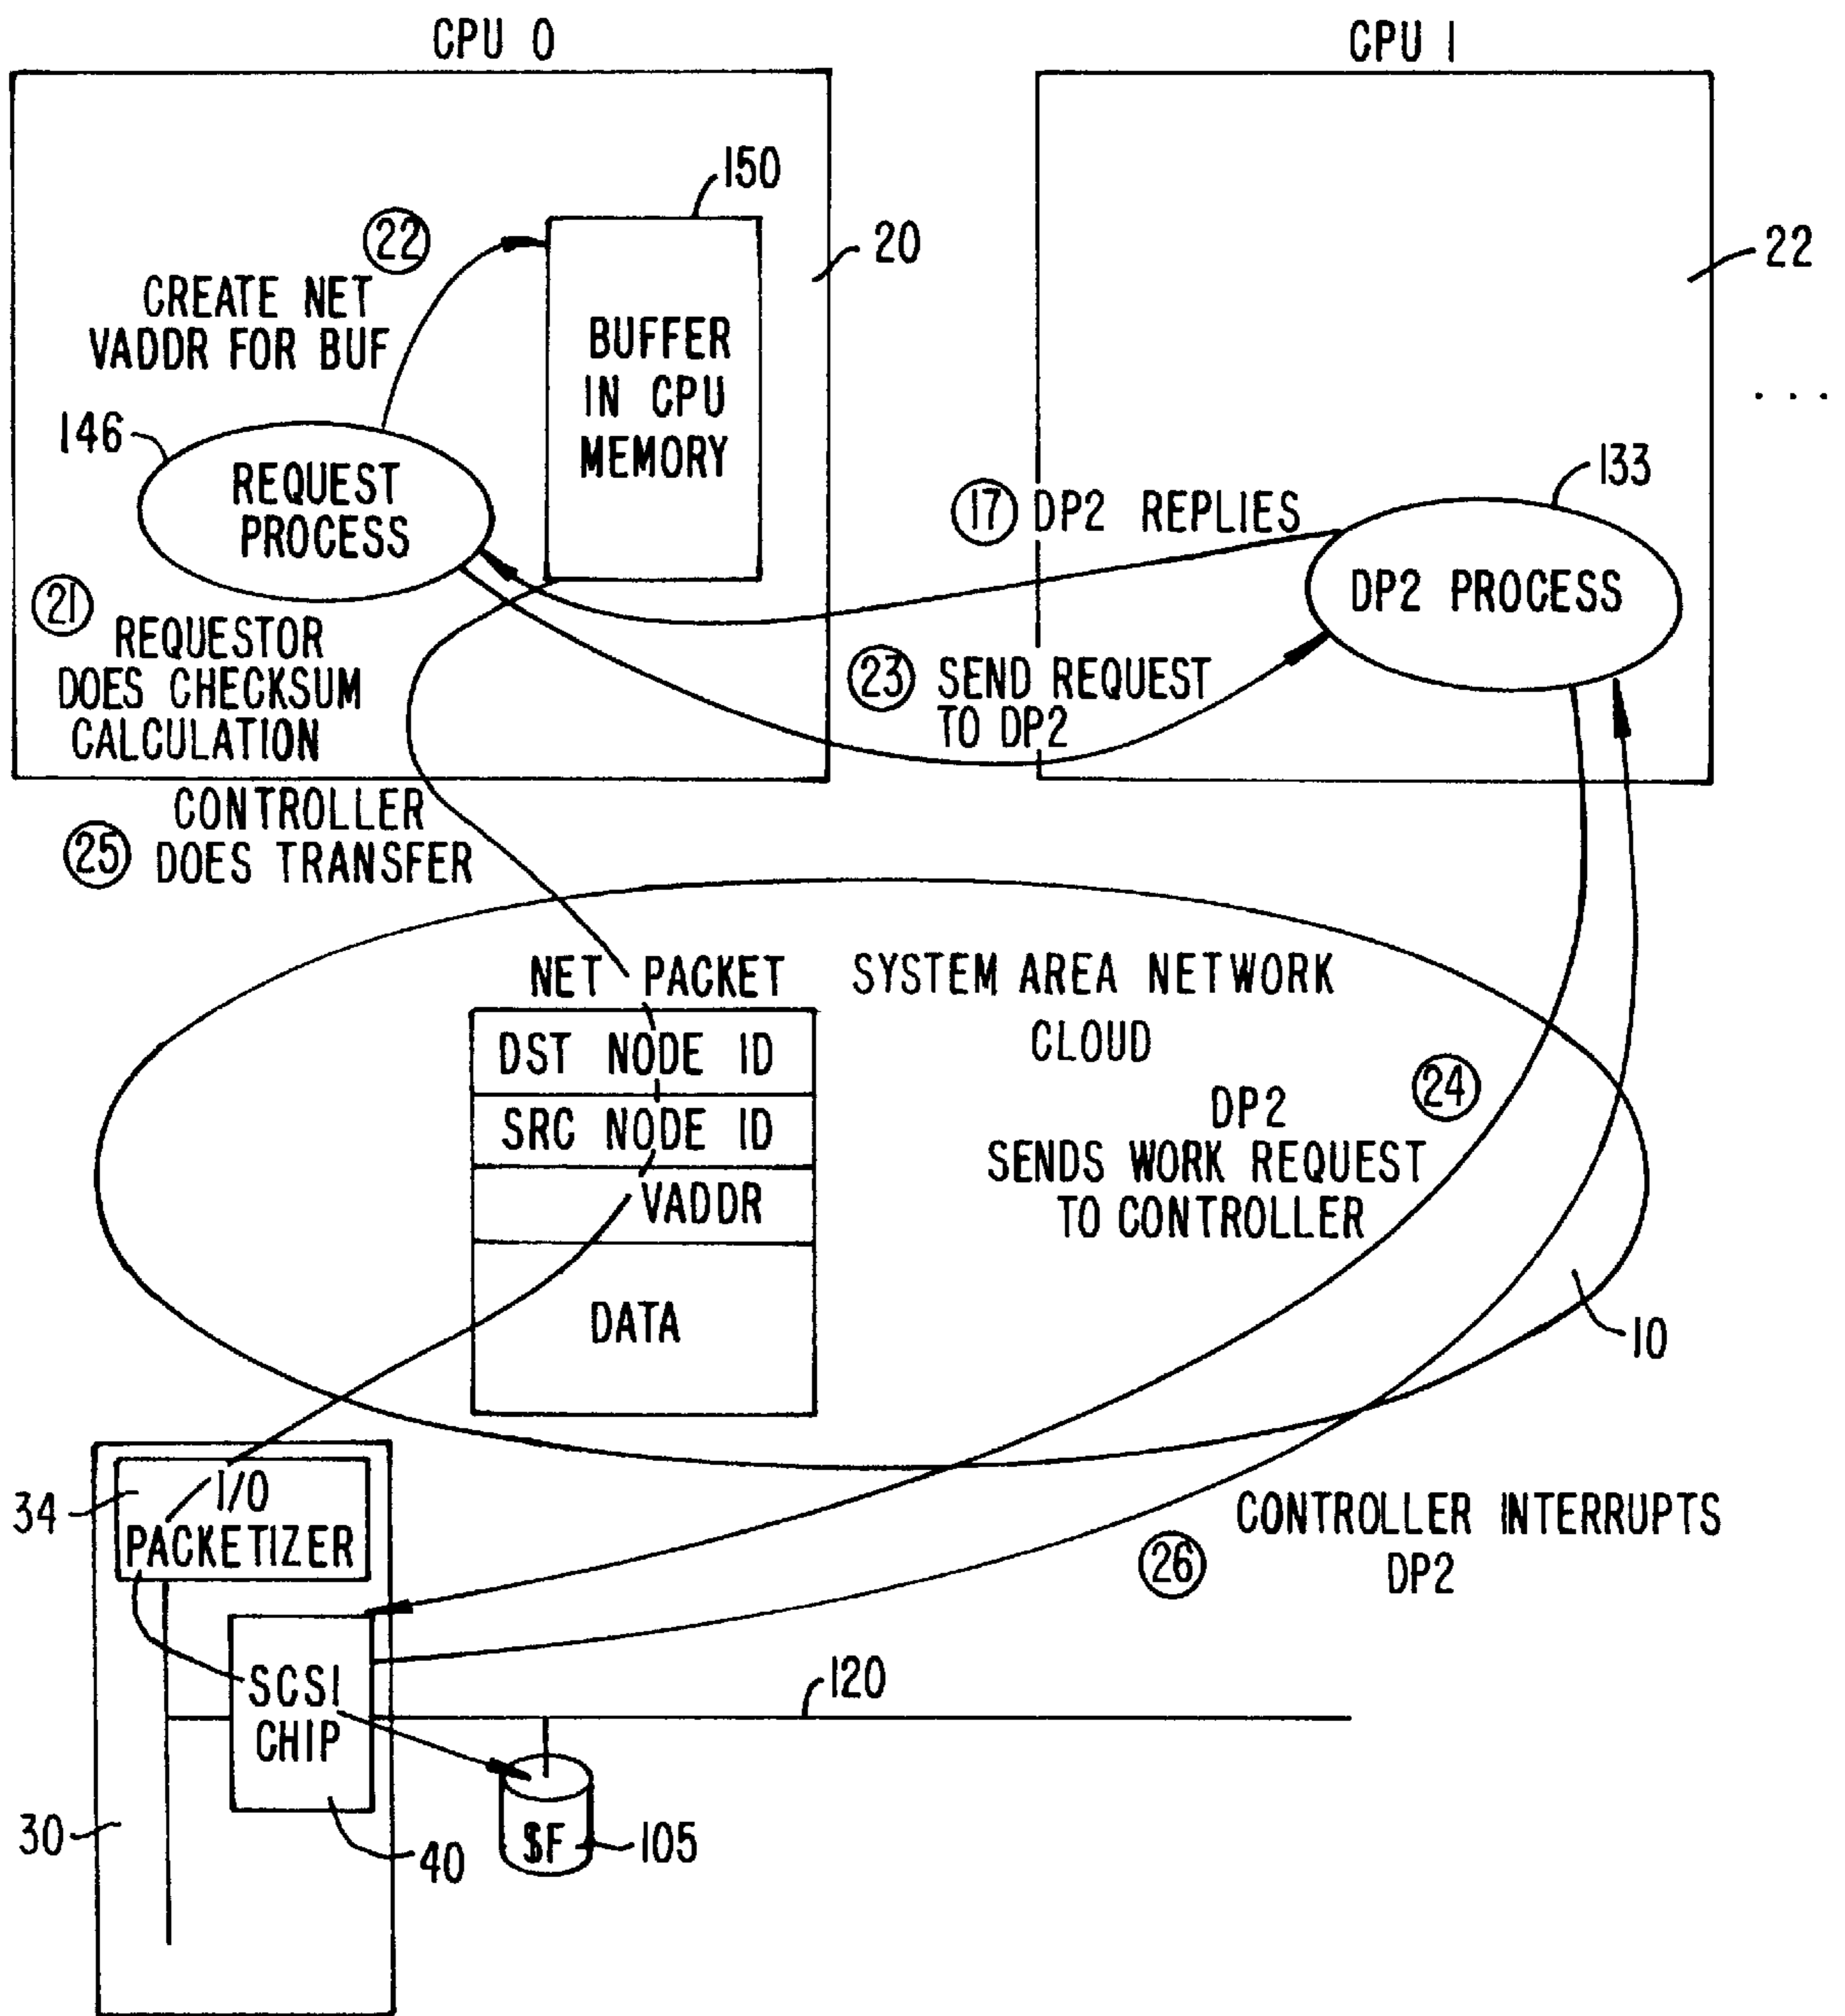 CPU 0
CPU 1
150
22
20
CREATE NET
VADDR FOR BUF
BUFFER
IN CPU
MEMORY
22
. . .
146
REQUEST
PROCESS
133
17 DP2 REPLIES
DP2 PROCESS
21
REQUESTOR
DOES CHECKSUM
CALCULATION
23 SEND REQUEST
TO DP2
CONTROLLER
25 DOES TRANSFER
NET PACKET
SYSTEM AREA NETWORK
CLOUD
DST NODE ID
SRC NODE ID
VADDR
DATA
24
DP2
SENDS WORK REQUEST
TO CONTROLLER
10
34
I/O
PACKETIZER
CONTROLLER INTERRUPTS
26 DP2
SCSI
CHIP
120
30
40
$F
105